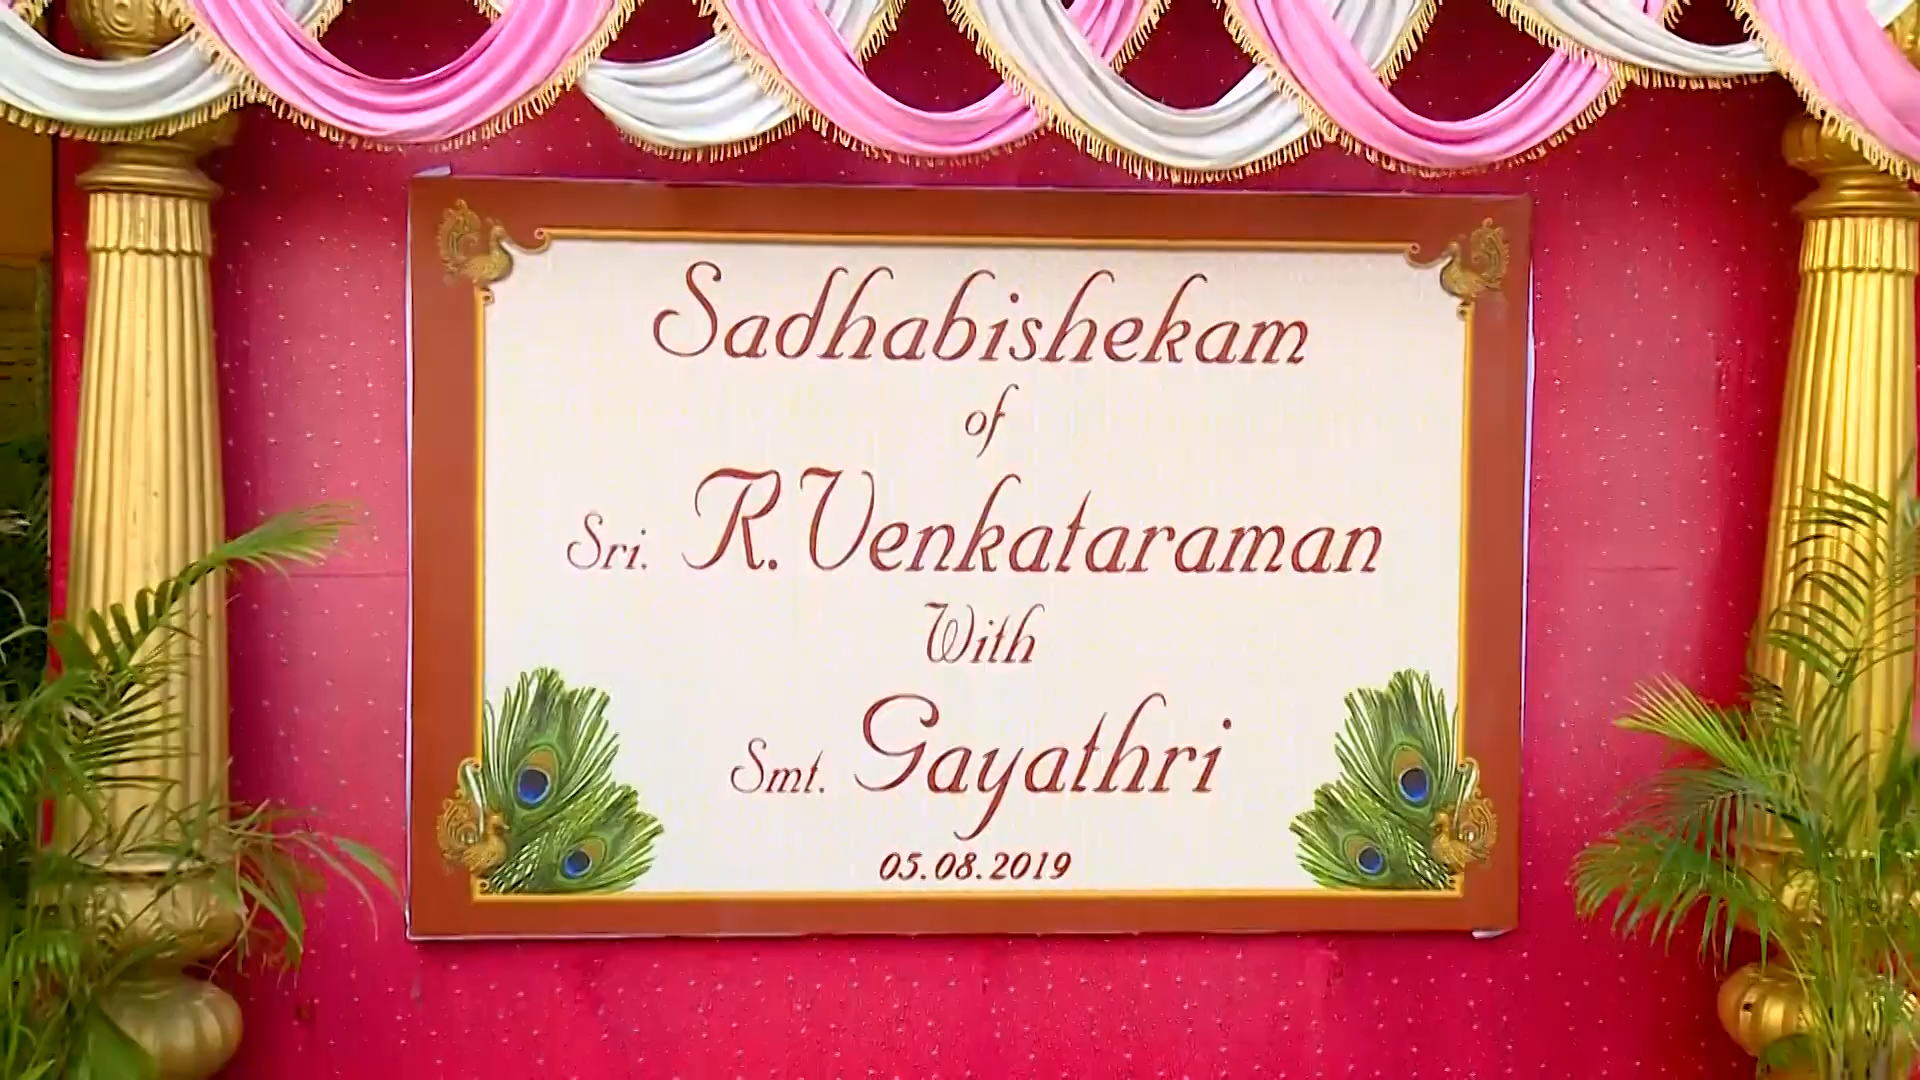 Sadhabishekam
of
Sri. R.Venkataraman
With
Smt. Gayathri
05.08.2019